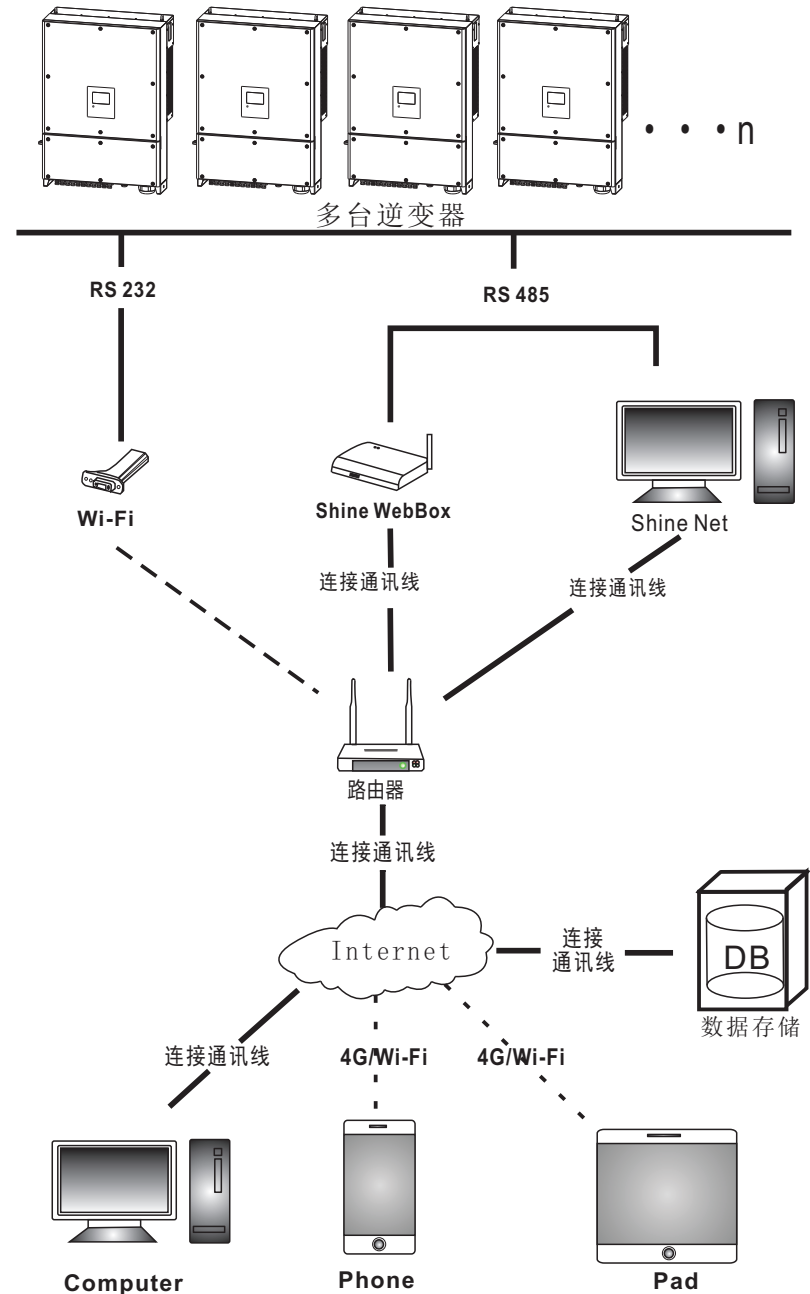 · · · n
多台逆变器
RS 232
RS 485
Wi-Fi
Shine WebBox
Shine Net
连接通讯线
连接通讯线
路由器
连接通讯线
Internet
连接
通讯线
DB
数据存储
连接通讯线
4G/Wi-Fi
4G/Wi-Fi
Computer
Phone
Pad